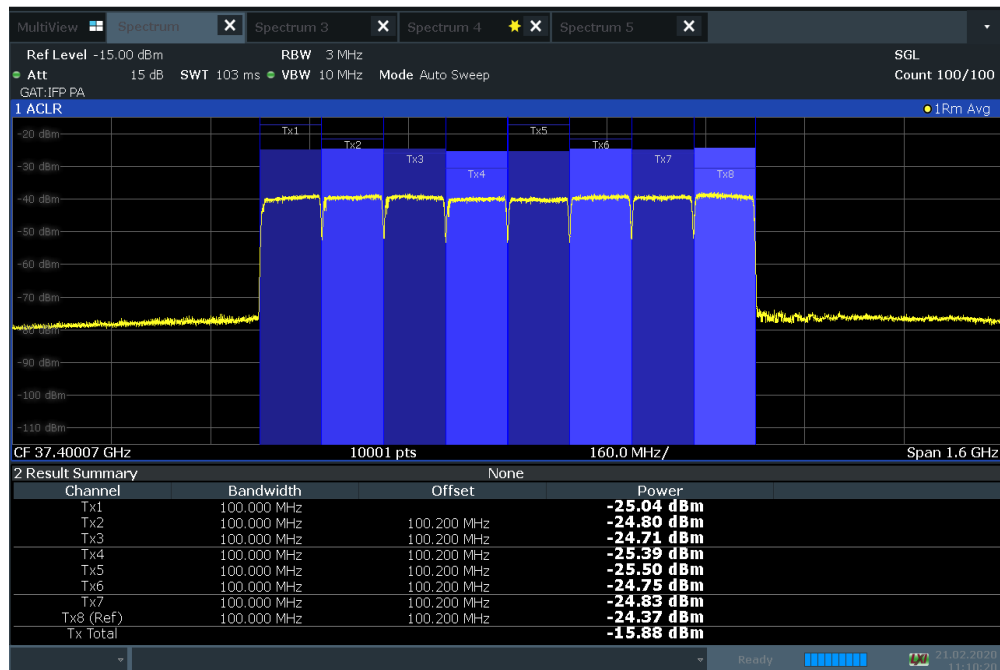 MultiView Spectrum X Spectrum 3 X Spectrum 4 X Spectrum 5 X
Ref Level -15.00 dBm RBW 3 MHz SGL
Att 15 dB SWT 103 ms VBW 10 MHz Mode Auto Sweep Count 100/100
GAT:IFP PA
1 ACLR 1Rm Avg
-20 dBm
Tx1 Tx5
Tx2 Tx6
Tx3 Tx7
-30 dBm
Tx4 Tx8
-40 dBm
-50 dBm
-60 dBm
-70 dBm
-80 dBm
-90 dBm
-100 dBm
-110 dBm
CF 37.40007 GHz 10001 pts 160.0 MHz/ Span 1.6 GHz
2 Result Summary None
Channel Bandwidth Offset Power
Tx1 100.000 MHz -25.04 dBm
Tx2 100.000 MHz 100.200 MHz -24.80 dBm
Tx3 100.000 MHz 100.200 MHz -24.71 dBm
Tx4 100.000 MHz 100.200 MHz -25.39 dBm
Tx5 100.000 MHz 100.200 MHz -25.50 dBm
Tx6 100.000 MHz 100.200 MHz -24.75 dBm
Tx7 100.000 MHz 100.200 MHz -24.83 dBm
Tx8 (Ref) 100.000 MHz 100.200 MHz -24.37 dBm
Tx Total -15.88 dBm
Ready LXI 21.02.2020
11:10:20